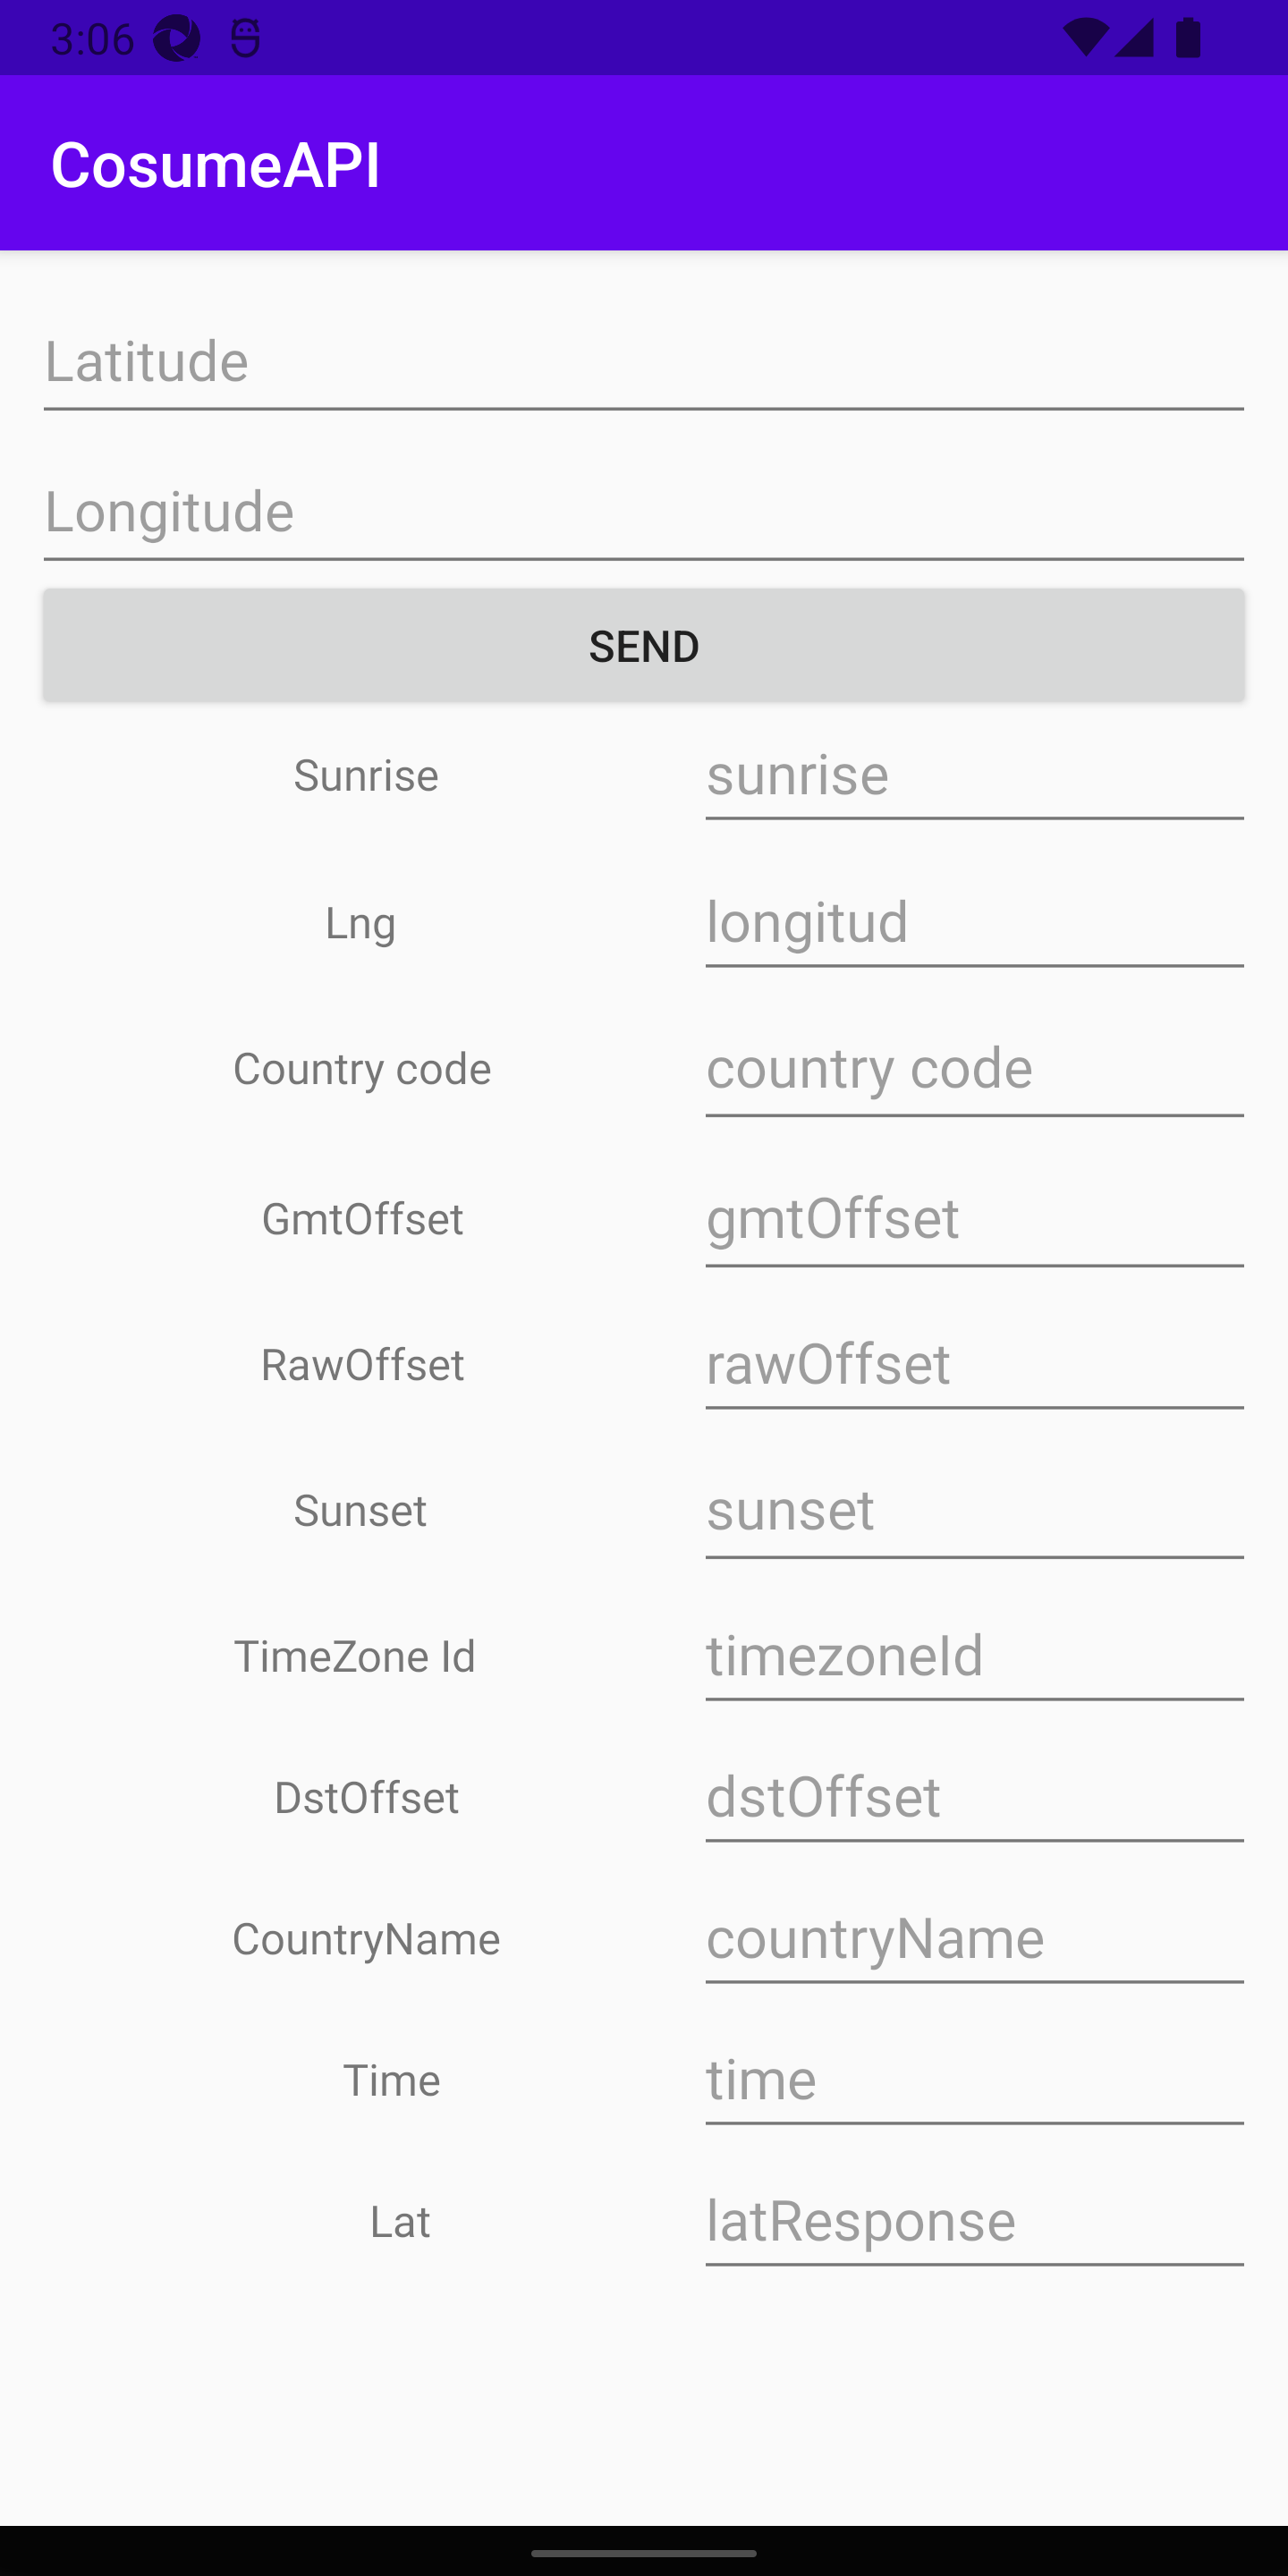 3:06
CosumeAPI
Latitude
Longitude
SEND
Sunrise sunrise
Lng longitud
Country code country code
GmtOffset gmtOffset
RawOffset rawOffset
Sunset sunset
TimeZone Id timezoneId
DstOffset dstOffset
CountryName countryName
Time time
Lat latResponse